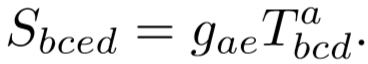 $S_{bced} = g_{ae} T^{a}_{bcd}.$